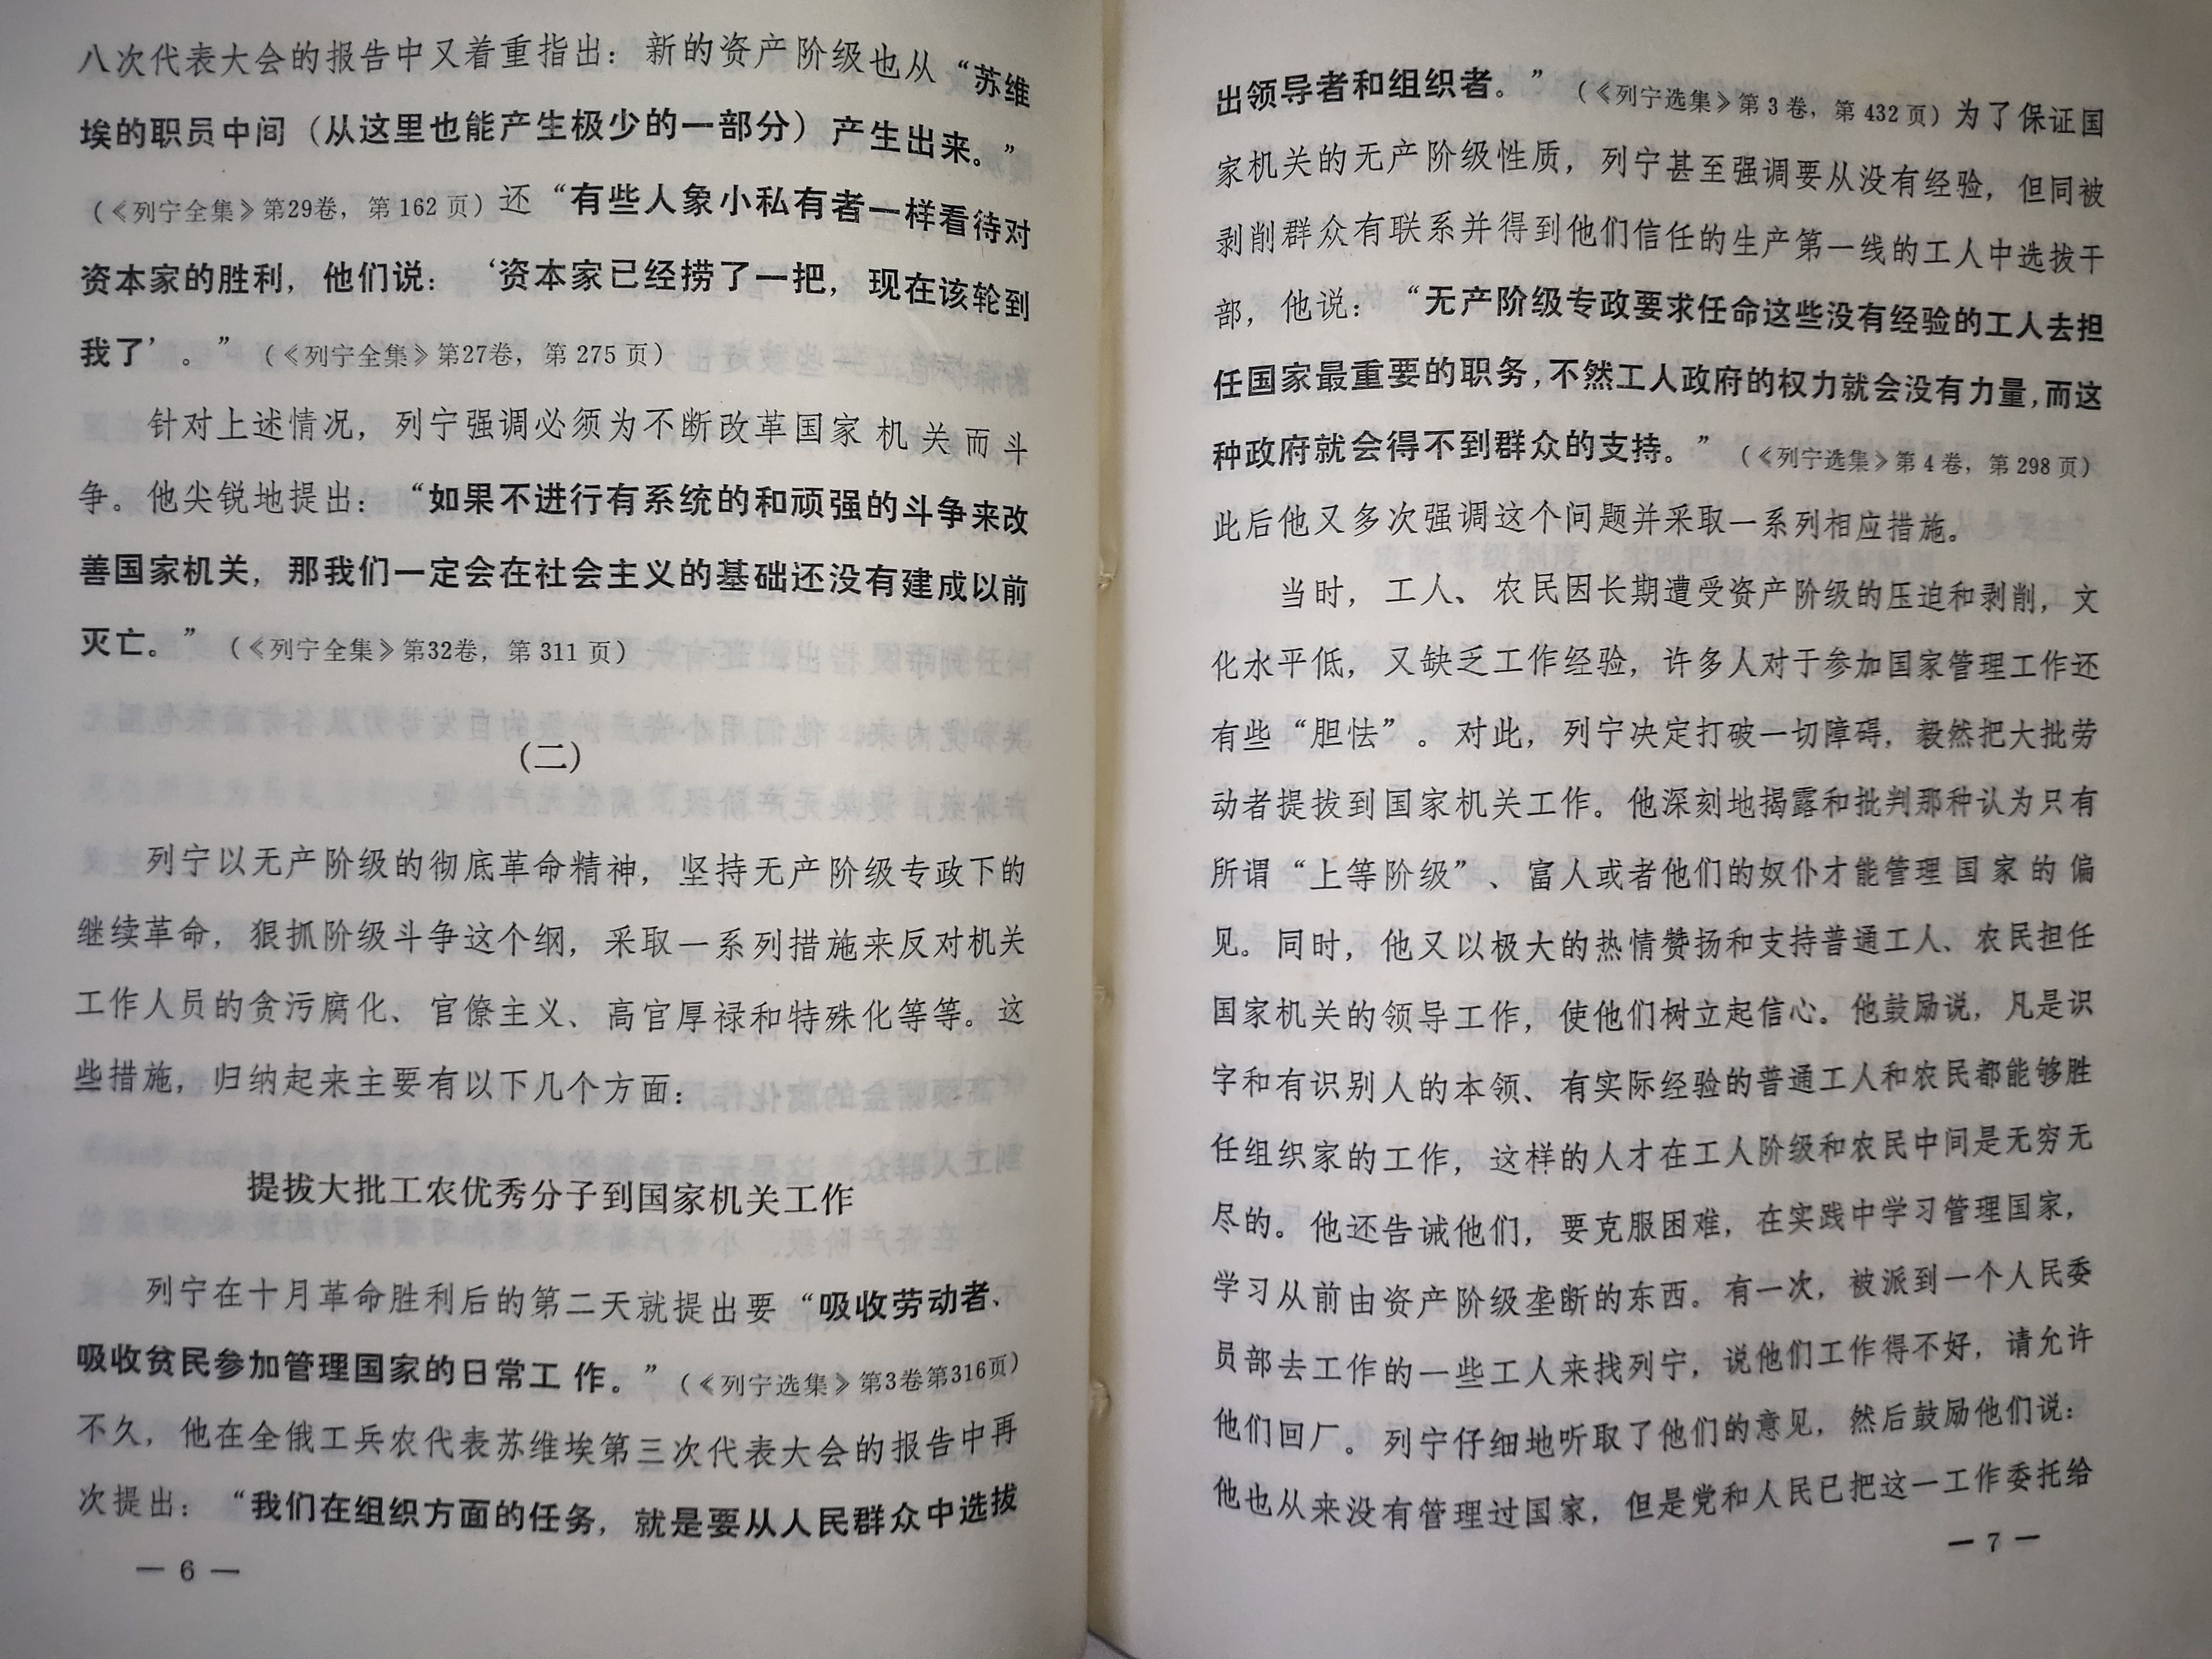 八次代表大会的报告中又着重指出：新的资产阶级也从“苏维
埃的职员中间（从这里也能产生极少的一部分）产生出来。”
（《列宁全集》第29卷，第162页）还“有些人象小私有者一样看待对
资本家的胜利，他们说：‘资本家已经捞了一把，现在该轮到
我了’。”（《列宁全集》第27卷，第275页）
针对上述情况，列宁强调必须为不断改革国家机关而斗
争。他尖锐地提出：“如果不进行有系统的和顽强的斗争来改
善国家机关，那我们一定会在社会主义的基础还没有建成以前
灭亡。”（《列宁全集》第32卷，第311页）
（二）
列宁以无产阶级的彻底革命精神，坚持无产阶级专政下的
继续革命，狠抓阶级斗争这个纲，采取一系列措施来反对机关
工作人员的贪污腐化、官僚主义、高官厚禄和特殊化等等。这
些措施，归纳起来主要有以下几个方面：
提拔大批工农优秀分子到国家机关工作
列宁在十月革命胜利后的第二天就提出要“吸收劳动者、
吸收贫民参加管理国家的日常工作。”（《列宁选集》第3卷第316页）
不久，他在全俄工兵农代表苏维埃第三次代表大会的报告中再
次提出：“我们在组织方面的任务，就是要从人民群众中选拔
— 6 —
出领导者和组织者。”（《列宁选集》第3卷，第432页）为了保证国
家机关的无产阶级性质，列宁甚至强调要从没有经验，但同被
剥削群众有联系并得到他们信任的生产第一线的工人中选拔干
部，他说：“无产阶级专政要求任命这些没有经验的工人去担
任国家最重要的职务，不然工人政府的权力就会没有力量，而这
种政府就会得不到群众的支持。”（《列宁选集》第4卷，第298页）
此后他又多次强调这个问题并采取一系列相应措施。
当时，工人、农民因长期遭受资产阶级的压迫和剥削，文
化水平低，又缺乏工作经验，许多人对于参加国家管理工作还
有些“胆怯”。对此，列宁决定打破一切障碍，毅然把大批劳
动者提拔到国家机关工作。他深刻地揭露和批判那种认为只有
所谓“上等阶级”、富人或者他们的奴仆才能管理国家的偏
见。同时，他又以极大的热情赞扬和支持普通工人、农民担任
国家机关的领导工作，使他们树立起信心。他鼓励说，凡是识
字和有识别人的本领、有实际经验的普通工人和农民都能够胜
任组织家的工作，这样的人才在工人阶级和农民中间是无穷无
尽的。他还告诫他们，要克服困难，在实践中学习管理国家，
学习从前由资产阶级垄断的东西。有一次，被派到一个人民委
员部去工作的一些工人来找列宁，说他们工作得不好，请允许
他们回厂。列宁仔细地听取了他们的意见，然后鼓励他们说：
他也从来没有管理过国家，但是党和人民已把这一工作委托给
— 7 —